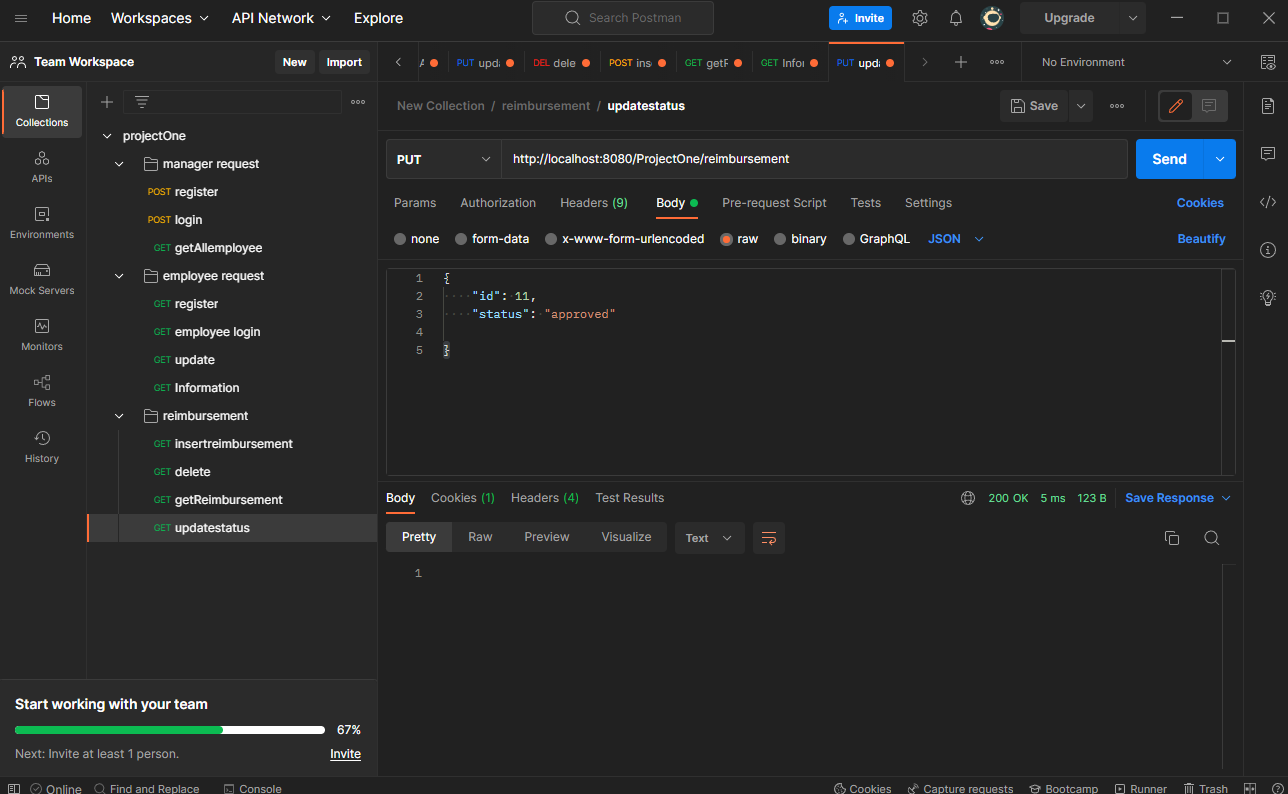 Home Workspaces API Network Explore Search Postman Invite Upgrade
Team Workspace New Import
PUT upd DEL dele POST ins GET getF GET Infor PUT upd No Environment
Collections
APIs
Environments
Mock Servers
Monitors
Flows
History
projectOne
manager request
POST register
POST login
GET getAllemployee
employee request
GET register
GET employee login
GET update
GET Information
reimbursement
GET insertreimbursement
GET delete
GET getReimbursement
GET updatestatus
Start working with your team
67%
Next: Invite at least 1 person. Invite
New Collection / reimbursement / updatestatus Save
PUT http://localhost:8080/ProjectOne/reimbursement Send
Params Authorization Headers (9) Body Pre-request Script Tests Settings Cookies
none form-data x-www-form-urlencoded raw binary GraphQL JSON Beautify
1 {
2 "id": 11,
3 "status": "approved"
4
5 }
Body Cookies (1) Headers (4) Test Results 200 OK 5 ms 123 B Save Response
Pretty Raw Preview Visualize Text
1
Online Find and Replace Console Cookies Capture requests Bootcamp Runner Trash